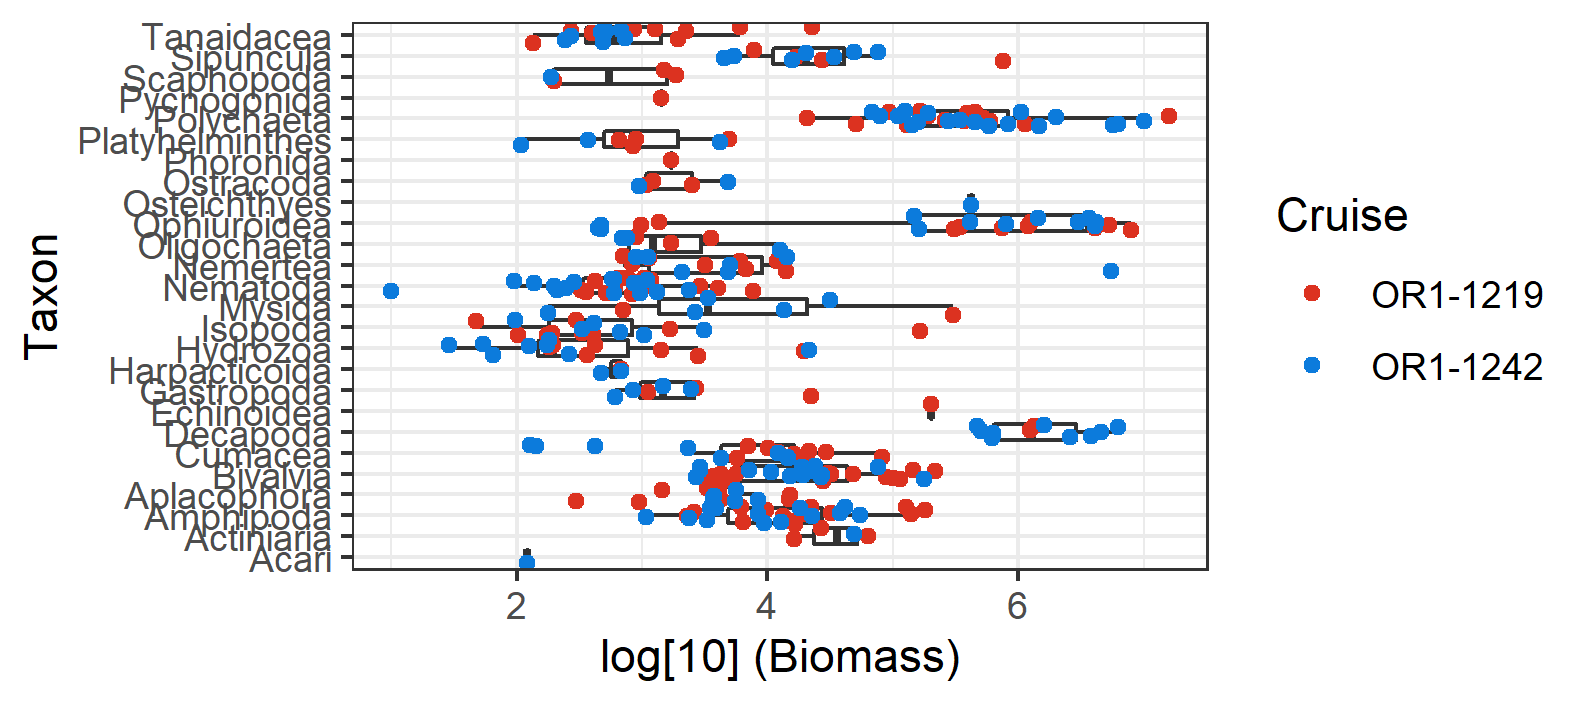 Taxon
Tanaidacea
Sipuncula
Scaphopoda
Pycnogonida
Polychaeta
Platyhelminthes
Phoronida
Ostracoda
Osteichthyes
Ophiuroidea
Oligochaeta
Nemertea
Nematoda
Mysida
Isopoda
Hydrozoa
Harpacticoida
Gastropoda
Echinoidea
Decapoda
Cumacea
Bivalvia
Aplacophora
Amphipoda
Actiniaria
Acari
2 4 6
log[10] (Biomass)
Cruise
OR1-1219
OR1-1242